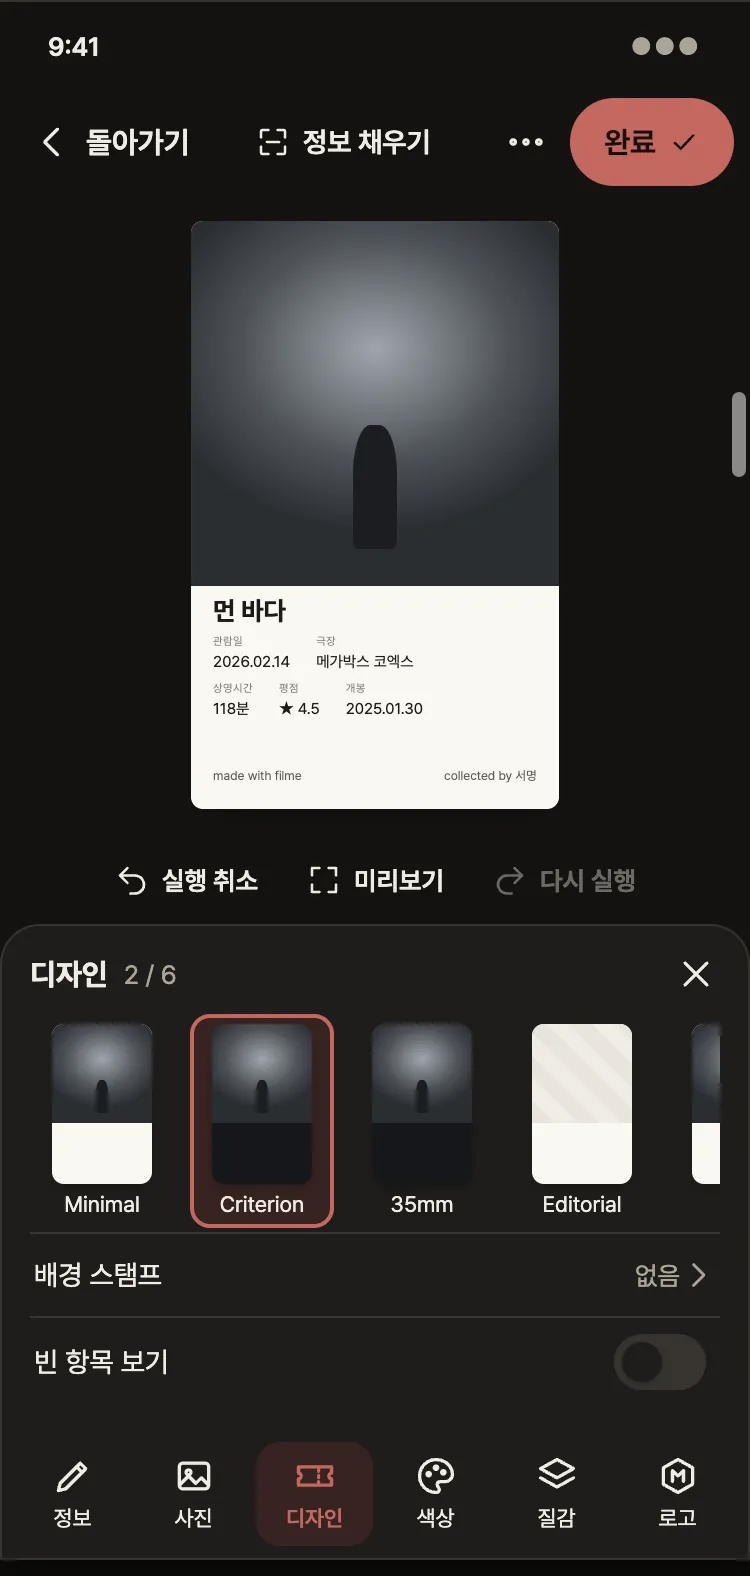 9:41
돌아가기 정보 채우기 완료
먼 바다
관람일 극장
2026.02.14 메가박스 코엑스
상영시간 평점 개봉
118분 ★ 4.5 2025.01.30
made with filme collected by 서명
실행 취소 미리보기 다시 실행
디자인 2 / 6
Minimal Criterion 35mm Editorial
배경 스탬프 없음
빈 항목 보기
정보 사진 디자인 색상 질감 로고